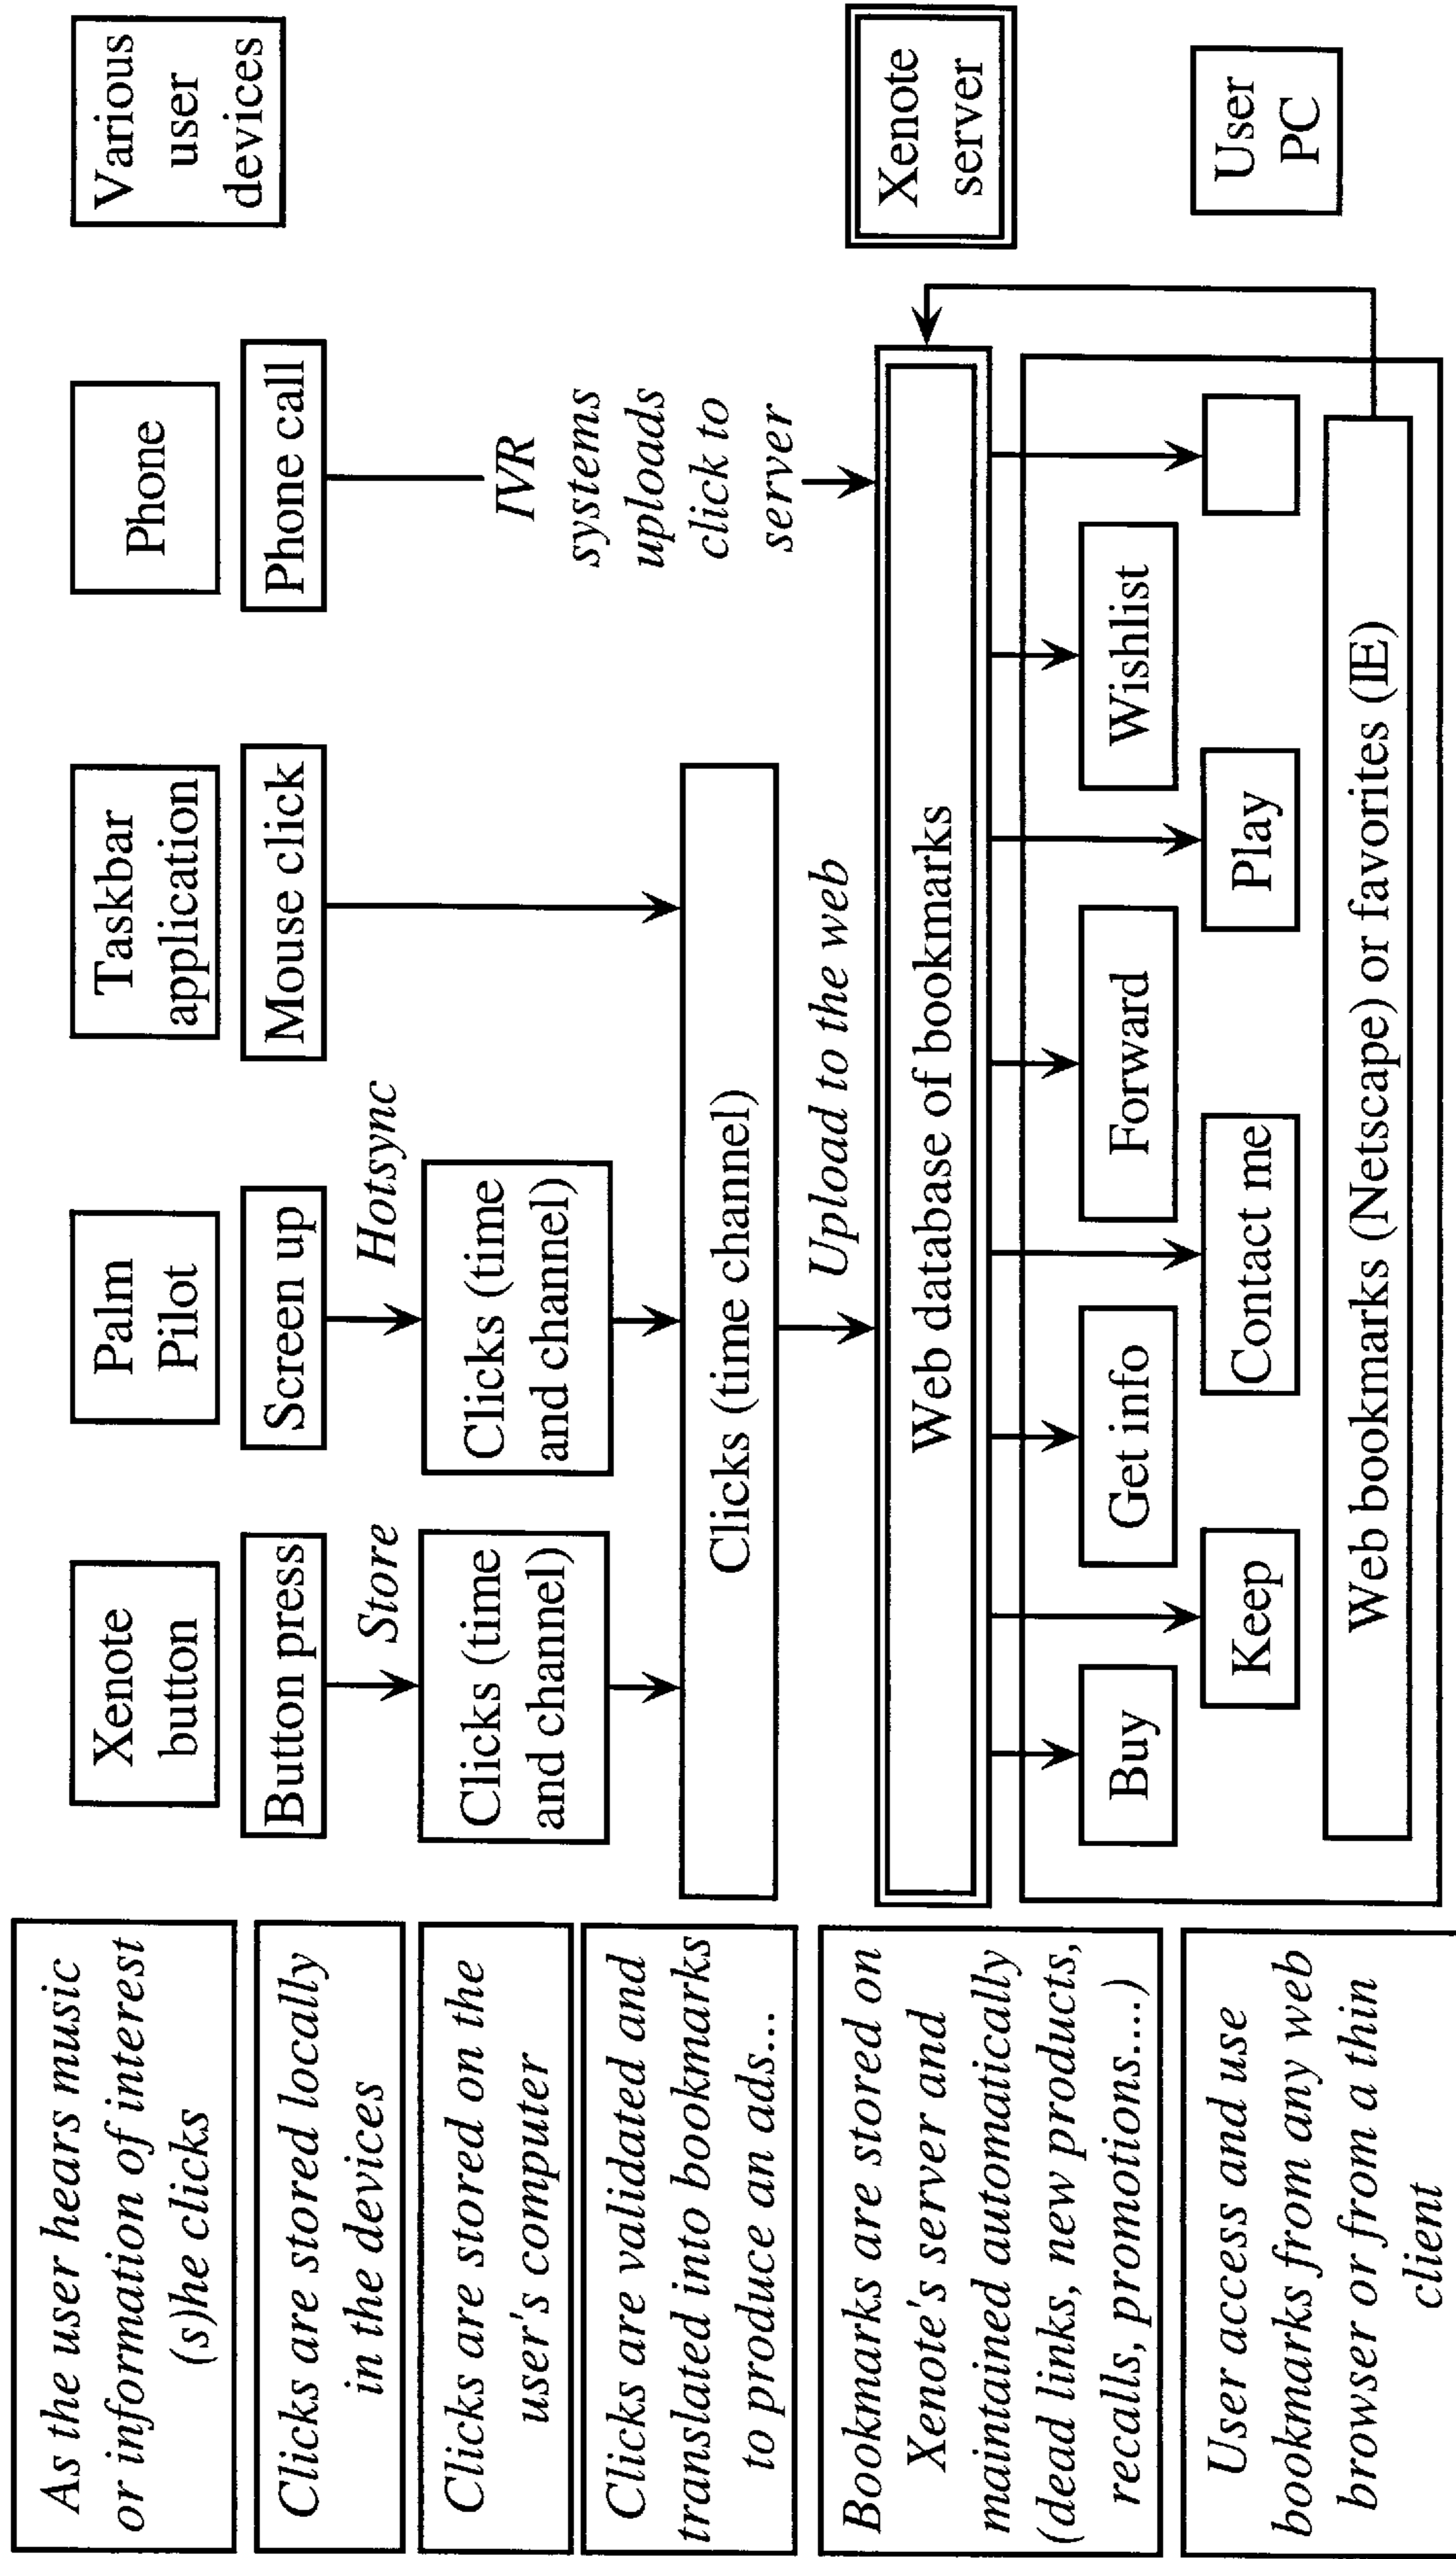 As the user hears music
or information of interest
(s)he clicks
Clicks are stored locally
in the devices
Clicks are stored on the
user's computer
Clicks are validated and
translated into bookmarks
to produce an ads...
Bookmarks are stored on
Xenote's server and
maintained automatically
(dead links, new products,
recalls, promotions....)
User access and use
bookmarks from any web
browser or from a thin
client
Xenote
button
Palm
Pilot
Taskbar
application
Phone
Various
user
devices
Button press
Screen up
Mouse click
Phone call
Store
Hotsync
Clicks (time
and channel)
Clicks (time
and channel)
IVR
systems
uploads
click to
server
Clicks (time channel)
Upload to the web
Web database of bookmarks
Xenote
server
Buy
Get info
Forward
Wishlist
Keep
Contact me
Play
Web bookmarks (Netscape) or favorites (IE)
User
PC